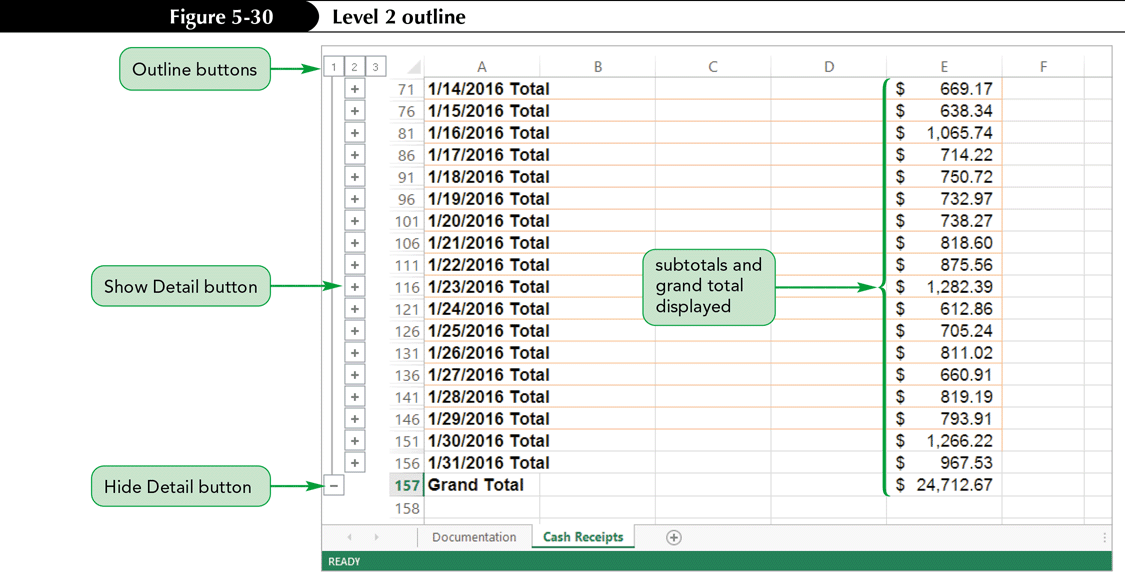 Figure 5-30 Level 2 outline
Outline buttons
1 2 3
A B C D E F
+ 71 1/14/2016 Total $ 669.17
+ 76 1/15/2016 Total $ 638.34
+ 81 1/16/2016 Total $ 1,065.74
+ 86 1/17/2016 Total $ 714.22
+ 91 1/18/2016 Total $ 750.72
+ 96 1/19/2016 Total $ 732.97
+ 101 1/20/2016 Total $ 738.27
+ 106 1/21/2016 Total $ 818.60
+ 111 1/22/2016 Total $ 875.56
Show Detail button
+ 116 1/23/2016 Total $ 1,282.39
subtotals and
grand total
displayed
+ 121 1/24/2016 Total $ 612.86
+ 126 1/25/2016 Total $ 705.24
+ 131 1/26/2016 Total $ 811.02
+ 136 1/27/2016 Total $ 660.91
+ 141 1/28/2016 Total $ 819.19
+ 146 1/29/2016 Total $ 793.91
+ 151 1/30/2016 Total $ 1,266.22
+ 156 1/31/2016 Total $ 967.53
Hide Detail button
− 157 Grand Total $ 24,712.67
158
Documentation Cash Receipts +
READY